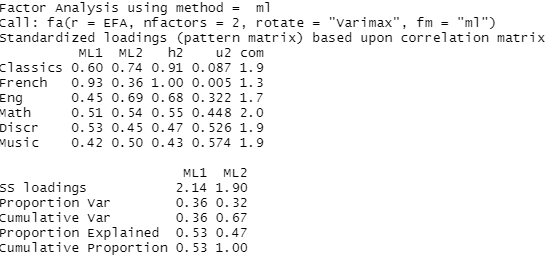 Factor Analysis using method =  ml
Call: fa(r = EFA, nfactors = 2, rotate = "Varimax", fm = "ml")
Standardized loadings (pattern matrix) based upon correlation matrix
ML1 ML2 h2 u2 com
Classics 0.60 0.74 0.91 0.087 1.9
French 0.93 0.36 1.00 0.005 1.3
Eng 0.45 0.69 0.68 0.322 1.7
Math 0.51 0.54 0.55 0.448 2.0
Discr 0.53 0.45 0.47 0.526 1.9
Music 0.42 0.50 0.43 0.574 1.9
ML1 ML2
SS loadings 2.14 1.90
Proportion Var 0.36 0.32
Cumulative Var 0.36 0.67
Proportion Explained 0.53 0.47
Cumulative Proportion 0.53 1.00